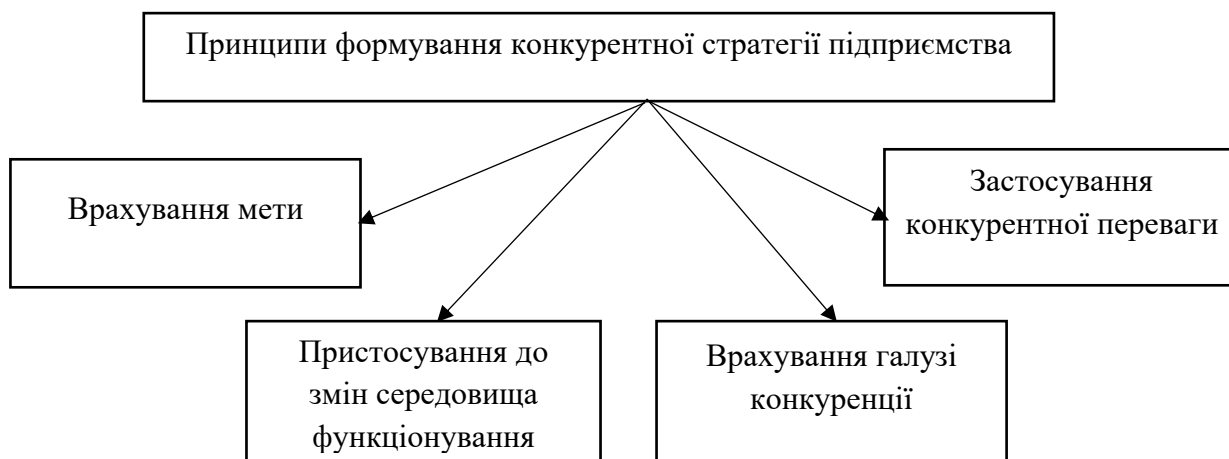 Принципи формування конкурентної стратегії підприємства
Врахування мети
Застосування
конкурентної переваги
Пристосування до
змін середовища
функціонування
Врахування галузі
конкуренції